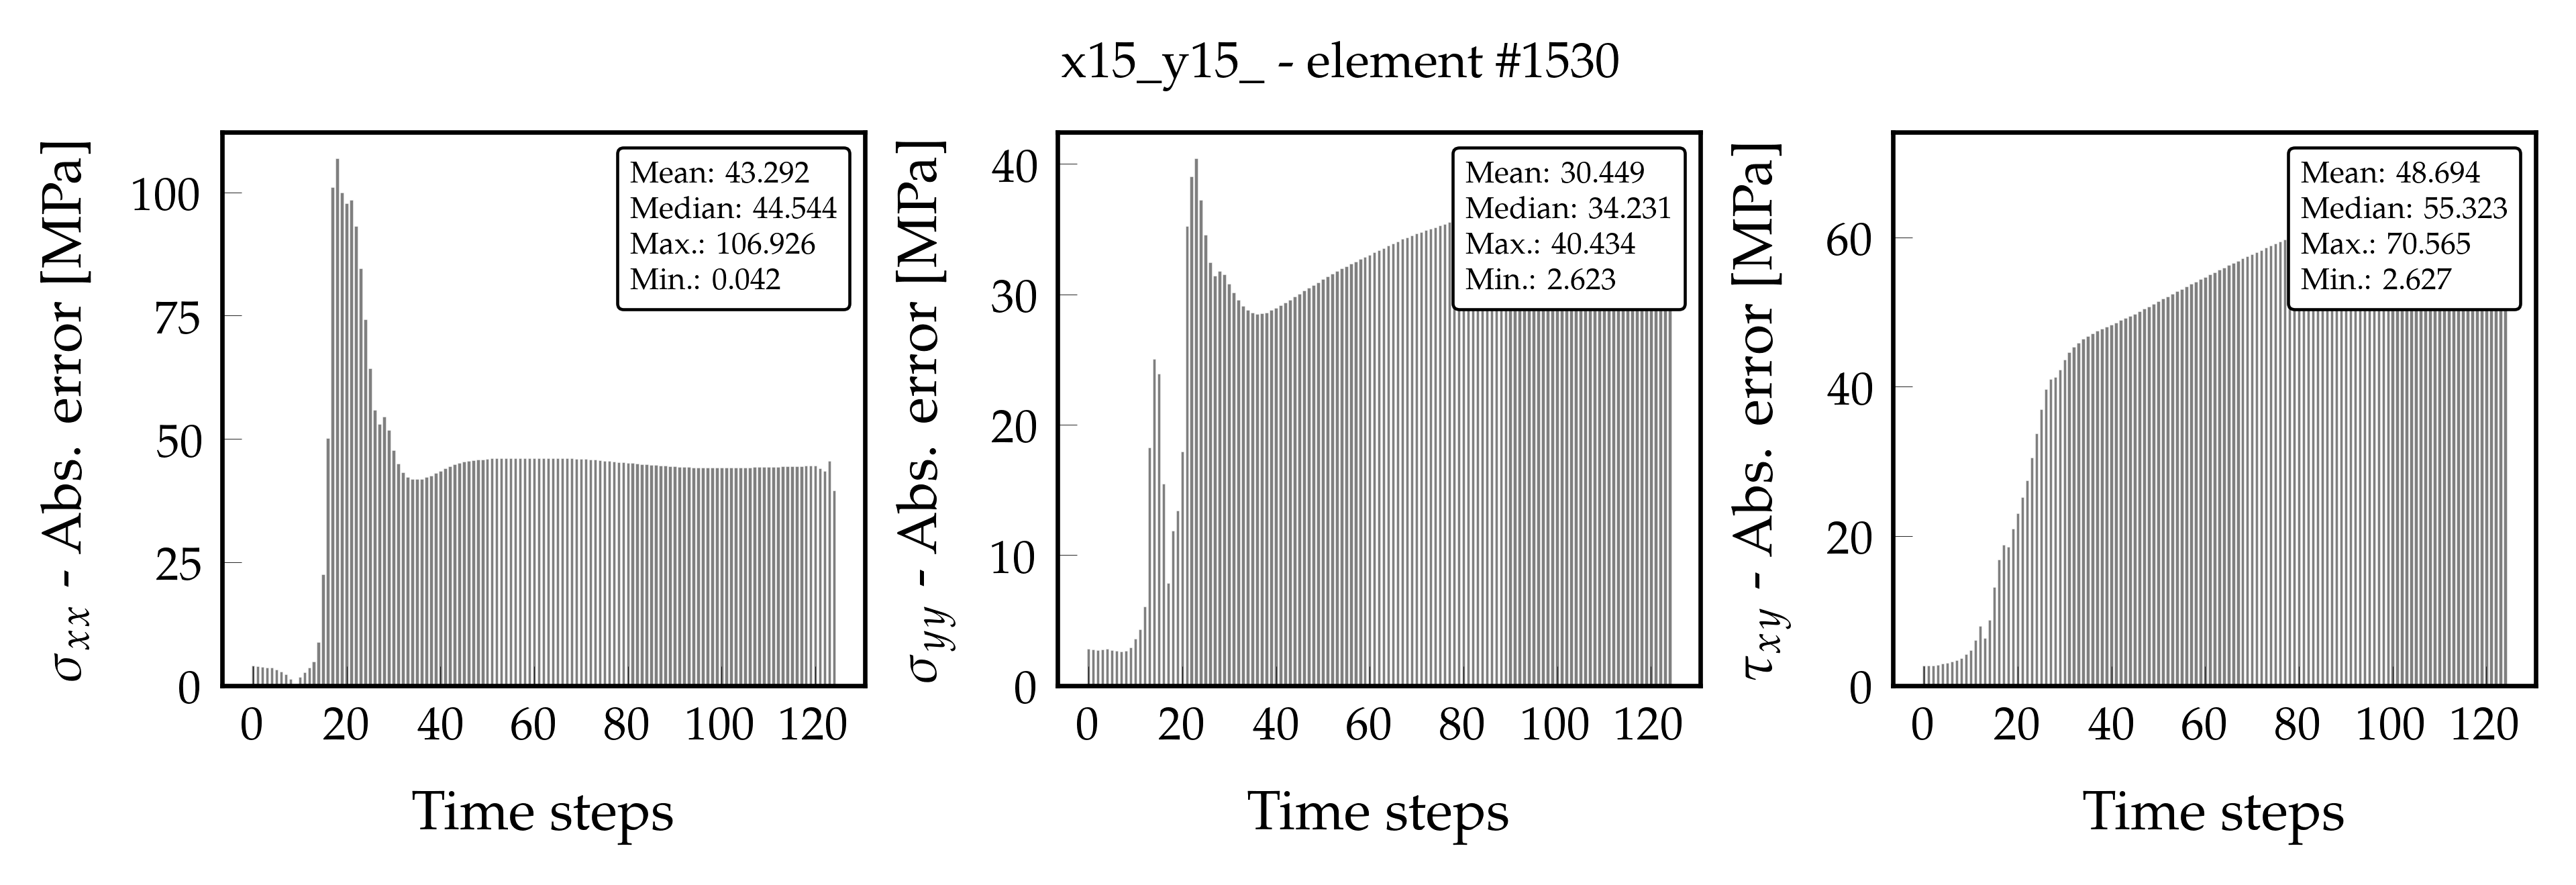 x15_y15_ - element #1530
σxx - Abs. error [MPa]
100
75
50
25
0
Mean: 43.292
Median: 44.544
Max.: 106.926
Min.: 0.042
0 20 40 60 80 100 120
Time steps
σyy - Abs. error [MPa]
40
30
20
10
0
Mean: 30.449
Median: 34.231
Max.: 40.434
Min.: 2.623
0 20 40 60 80 100 120
Time steps
τxy - Abs. error [MPa]
60
40
20
0
Mean: 48.694
Median: 55.323
Max.: 70.565
Min.: 2.627
0 20 40 60 80 100 120
Time steps